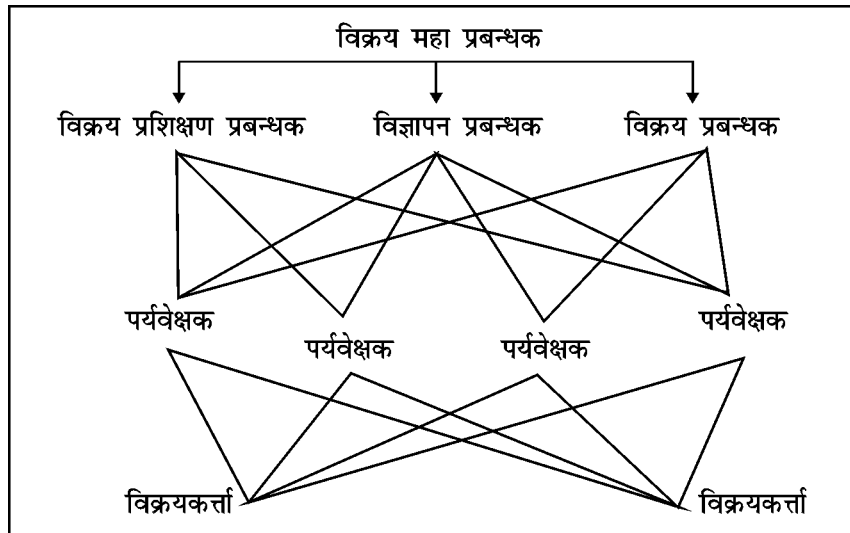 विक्रय महा प्रबन्धक
विक्रय प्रशिक्षण प्रबन्धक विज्ञापन प्रबन्धक विक्रय प्रबन्धक
पर्यवेक्षक पर्यवेक्षक पर्यवेक्षक पर्यवेक्षक
विक्रयकर्त्ता विक्रयकर्त्ता